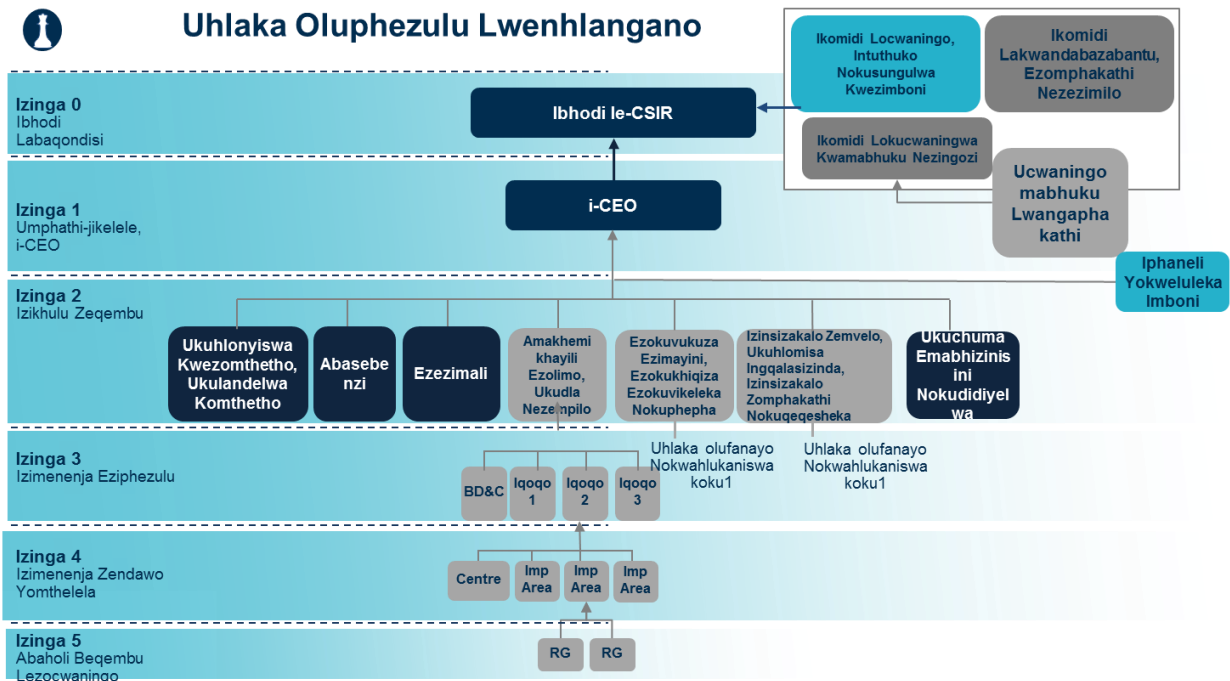 Uhlaka Oluphezulu Lwenhlangano
Ikomidi Locwaningo,
Intuthuko
Nokusungulwa
Kwezimboni
Ikomidi
Lakwandabazabantu,
Ezomphakathi
Nezezimilo
Izinga 0
Ibhodi
Labaqondisi
Ibhodi le-CSIR
Ikomidi Lokucwaningwa
Kwamabhuku Nezingozi
Ucwaningo
mabhuku
Lwangapha
kathi
Izinga 1
Umphathi-jikelele,
i-CEO
i-CEO
Iphaneli
Yokweluleka
Imboni
Izinga 2
Izikhulu Zeqembu
Ukuhlonyiswa
Kwezomthetho,
Ukulandelwa
Komthetho
Abasebe
nzi
Ezezimali
Amakhemi
khayili
Ezolimo,
Ukudla
Nezempilo
Ezokuvukuza
Ezimayini,
Ezokukhiqiza
Ezokuvikeleka
Nokuphepha
Izinsizakalo Zemvelo,
Ukuhlomisa
Ingqalasizinda,
Izinsizakalo
Zomphakathi
Nokuqeqesheka
Ukuchuma
Emabhizinis
ini
Nokudidiyel
wa
Izinga 3
Izimenenja Eziphezulu
BD&C
Iqoqo
1
Iqoqo
2
Iqoqo
3
Uhlaka olufanayo
Nokwahlukaniswa
koku1
Uhlaka olufanayo
Nokwahlukaniswa
koku1
Izinga 4
Izimenenja Zendawo
Yomthelela
Centre
Imp
Area
Imp
Area
Imp
Area
Izinga 5
Abaholi Beqembu
Lezocwaningo
RG
RG